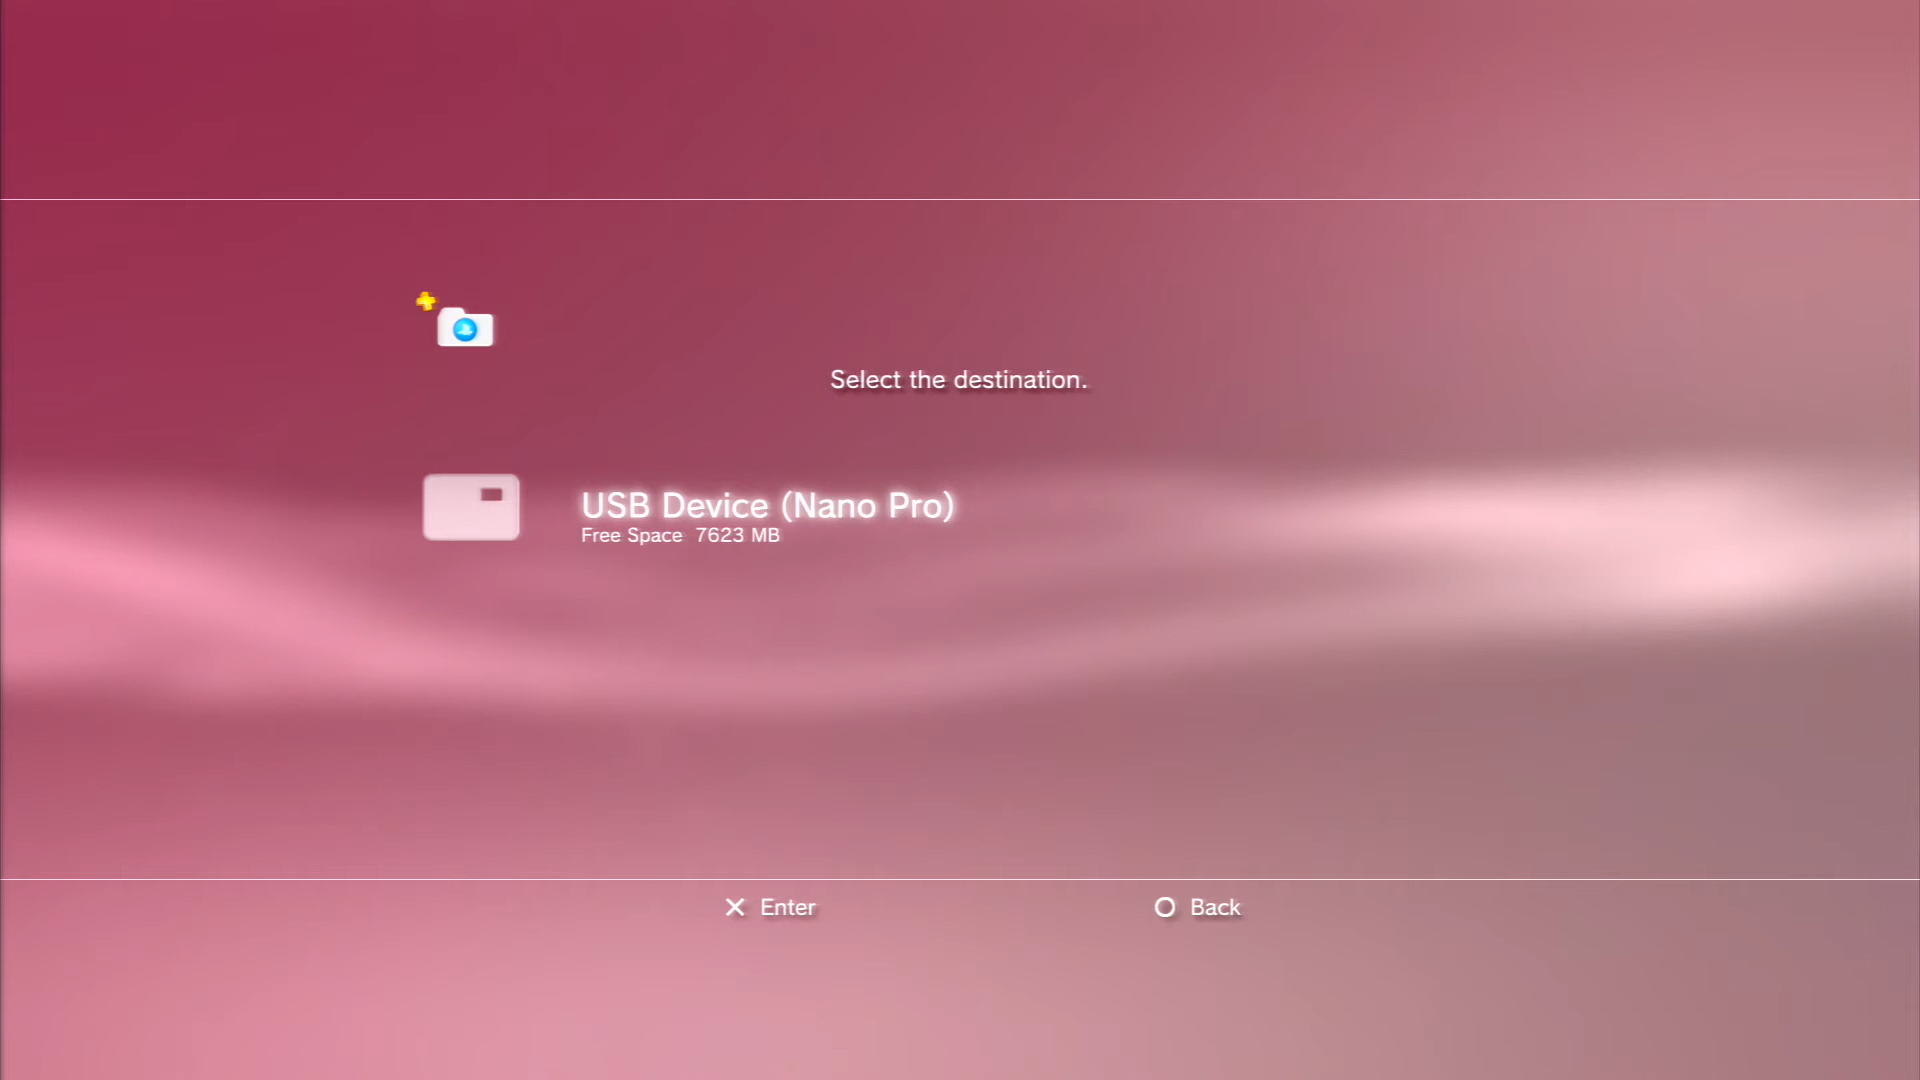 Select the destination.
USB Device (Nano Pro)
Free Space 7623 MB
Enter
Back